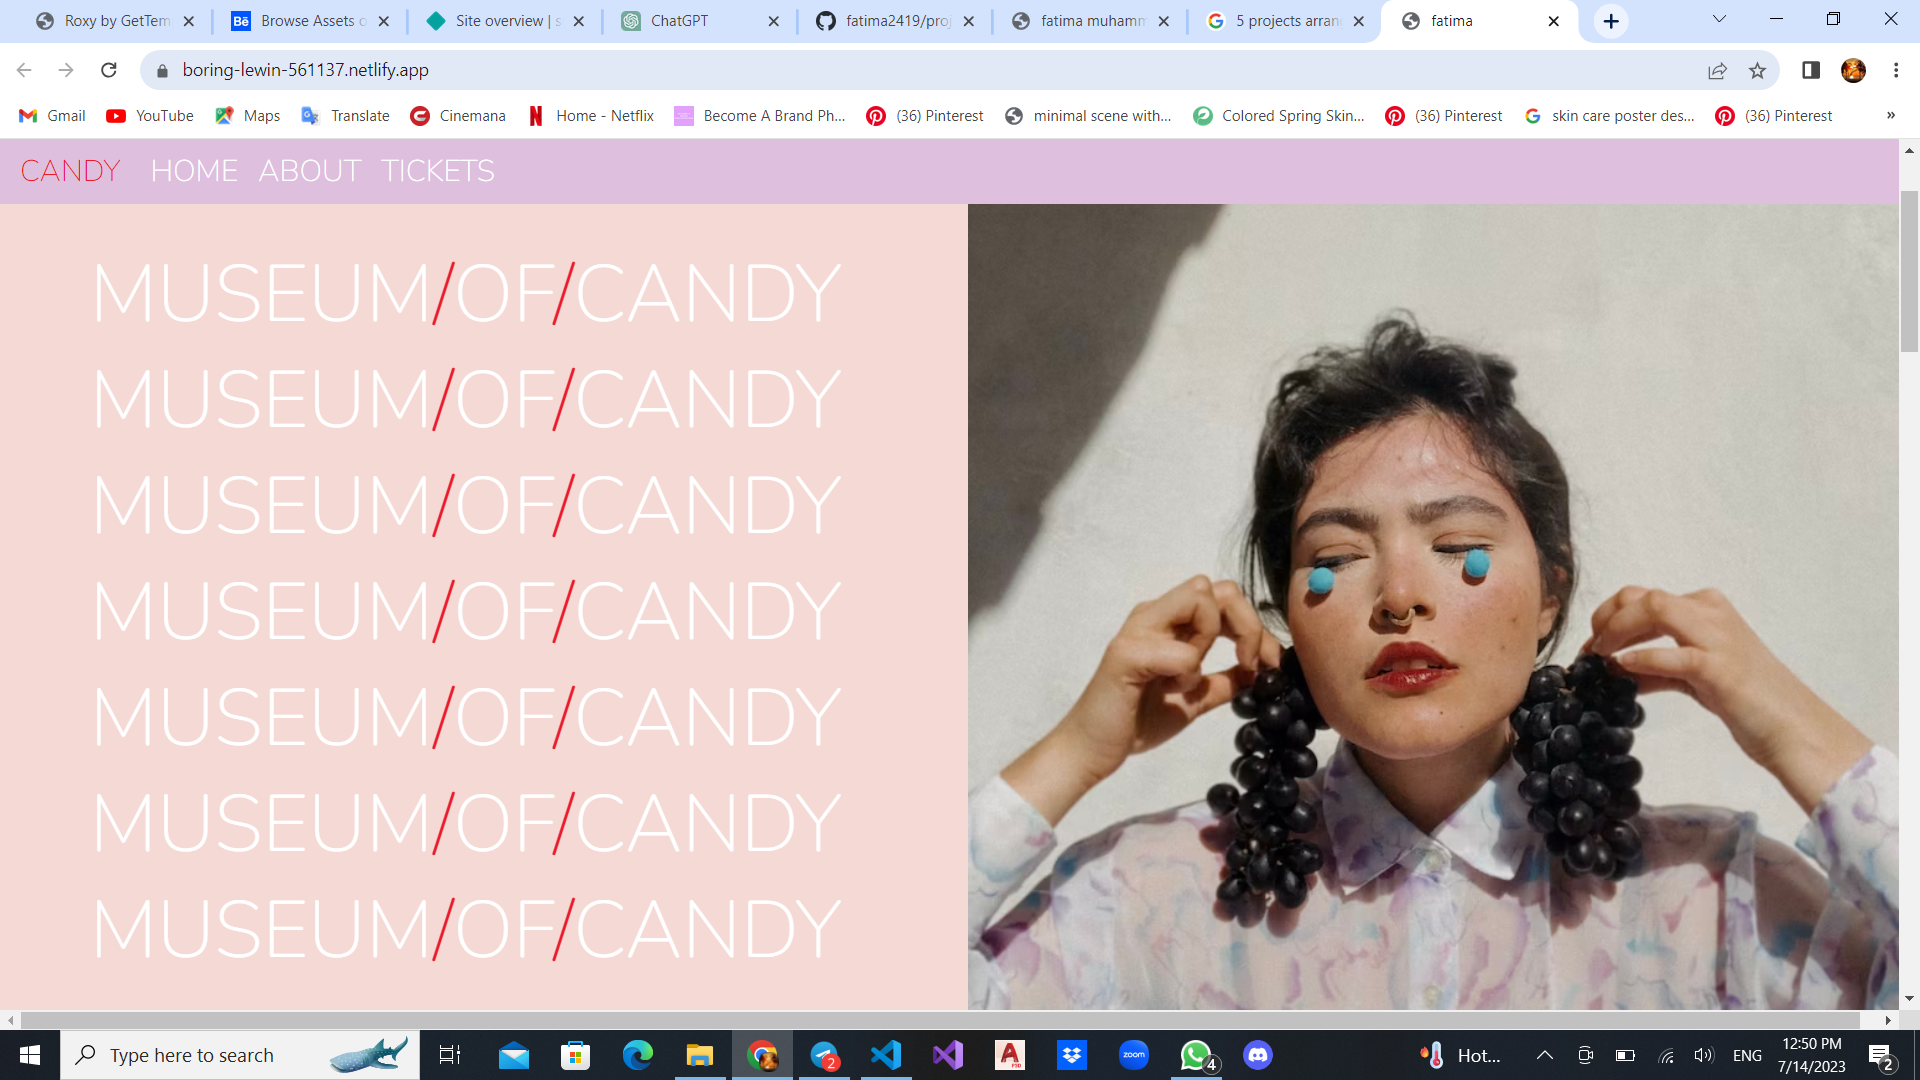 Roxy by GetTem
Bē Browse Assets o
Site overview | s
ChatGPT
fatima2419/proj
fatima muhamm
5 projects arran
fatima
boring-lewin-561137.netlify.app
Gmail YouTube Maps Translate Cinemana Home - Netflix Become A Brand Ph... (36) Pinterest minimal scene with... Colored Spring Skin... (36) Pinterest skin care poster des... (36) Pinterest »
CANDY HOME ABOUT TICKETS
MUSEUM/OF/CANDY
MUSEUM/OF/CANDY
MUSEUM/OF/CANDY
MUSEUM/OF/CANDY
MUSEUM/OF/CANDY
MUSEUM/OF/CANDY
MUSEUM/OF/CANDY
Type here to search
2
zoom
4
Hot...
ENG
12:50 PM
7/14/2023
2